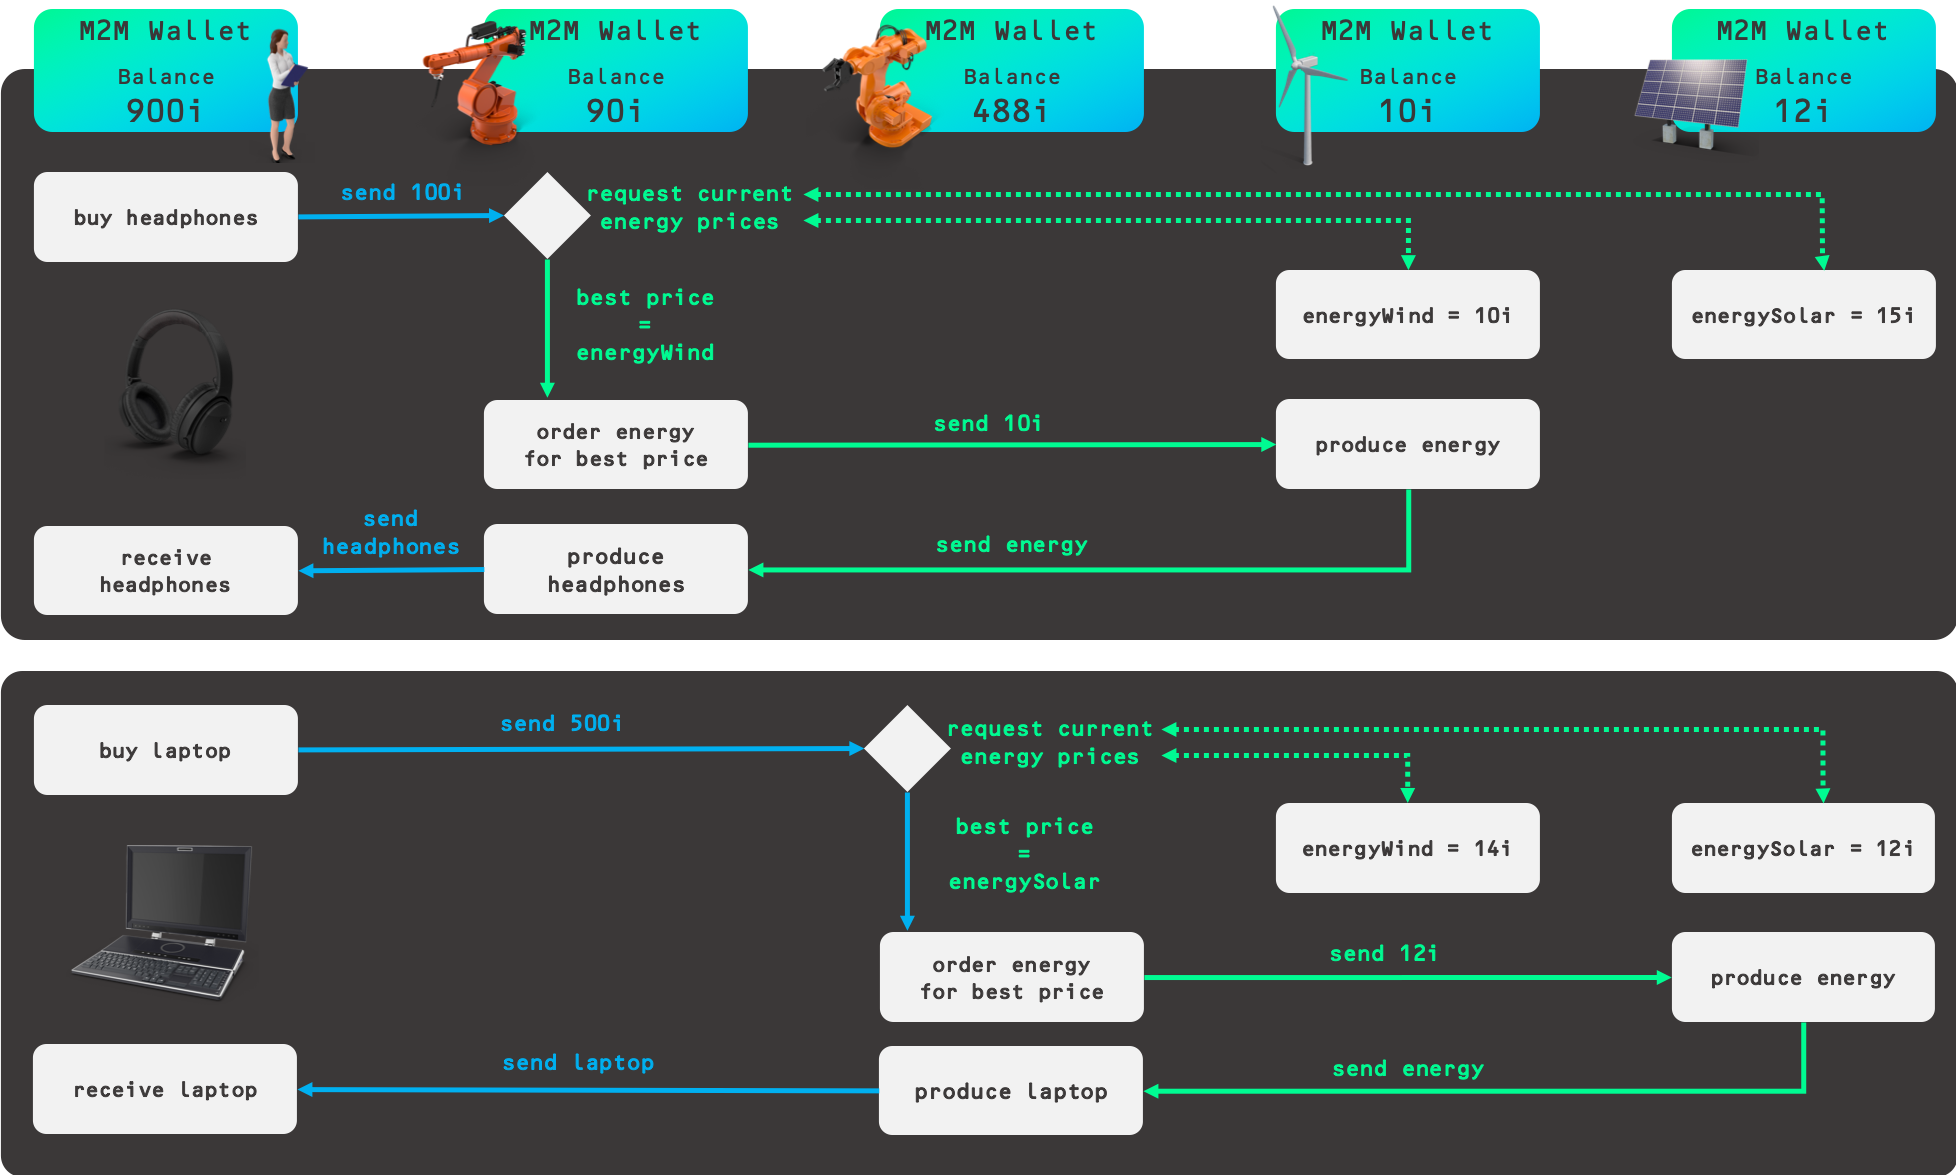 M2M Wallet
Balance
900i
M2M Wallet
Balance
90i
M2M Wallet
Balance
488i
M2M Wallet
Balance
10i
M2M Wallet
Balance
12i
buy headphones
send 100i
request current
energy prices
best price
=
energyWind
energyWind = 10i
energySolar = 15i
order energy
for best price
send 10i
produce energy
receive
headphones
send
headphones
produce
headphones
send energy
buy laptop
send 500i
request current
energy prices
best price
=
energySolar
energyWind = 14i
energySolar = 12i
order energy
for best price
send 12i
produce energy
receive laptop
send laptop
produce laptop
send energy